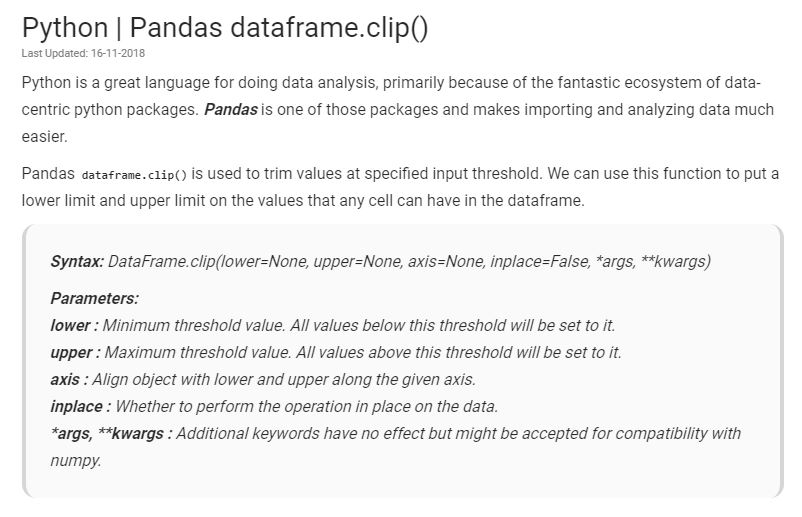 Python | Pandas dataframe.clip()
Last Updated: 16-11-2018
Python is a great language for doing data analysis, primarily because of the fantastic ecosystem of data-
centric python packages. Pandas is one of those packages and makes importing and analyzing data much
easier.
Pandas dataframe.clip() is used to trim values at specified input threshold. We can use this function to put a
lower limit and upper limit on the values that any cell can have in the dataframe.
Syntax: DataFrame.clip(lower=None, upper=None, axis=None, inplace=False, *args, **kwargs)
Parameters:
lower : Minimum threshold value. All values below this threshold will be set to it.
upper : Maximum threshold value. All values above this threshold will be set to it.
axis : Align object with lower and upper along the given axis.
inplace : Whether to perform the operation in place on the data.
*args, **kwargs : Additional keywords have no effect but might be accepted for compatibility with
numpy.